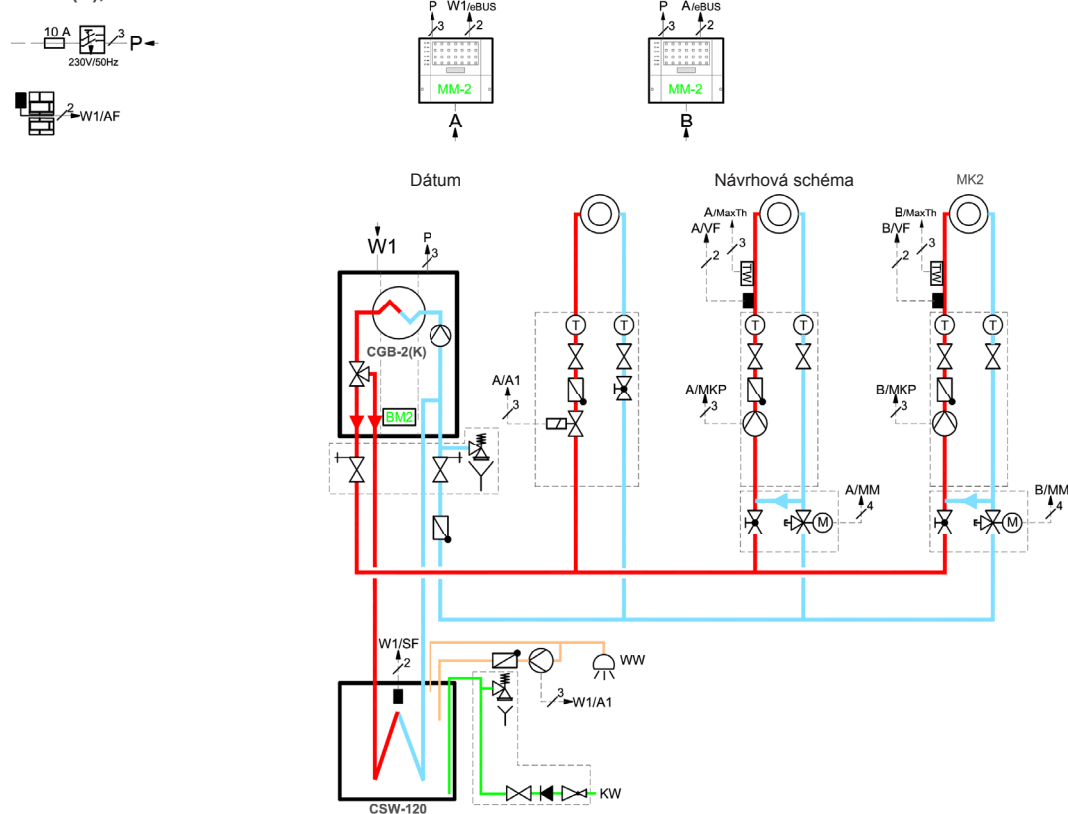 P W1/eBUS
3 2
P A/eBUS
3 2
10 A
3 P
230V/50Hz
MM-2
MM-2
2 W1/AF
A
B
Dátum
Návrhová schéma
MK2
W1
P
3
A/MaxTh
A/VF
3
2
B/MaxTh
B/VF
3
2
TW
TW
CGB-2(K)
T T
T T
T T
A/A1
3
A/MKP
3
B/MKP
3
BM2
A/MM
4
M
B/MM
4
M
W1/SF
2
WW
3 W1/A1
KW
CSW-120